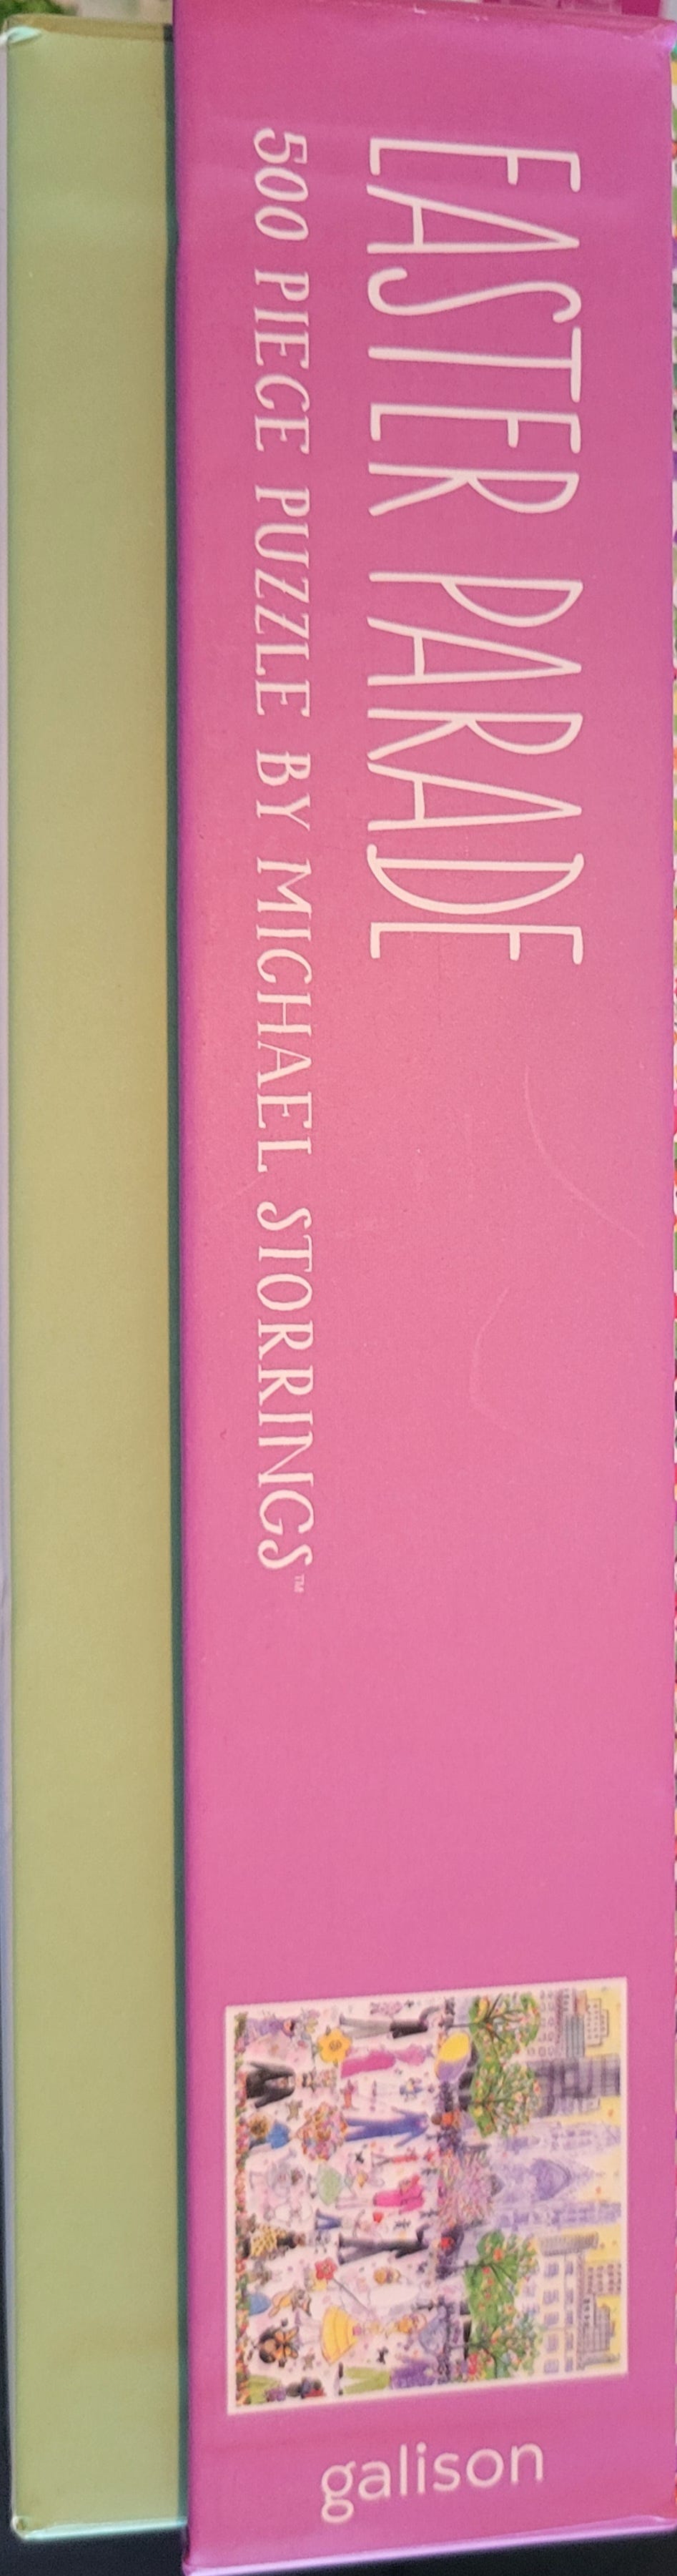 EASTER PARADE
500 PIECE PUZZLE BY MICHAEL STORRINGS™
galison